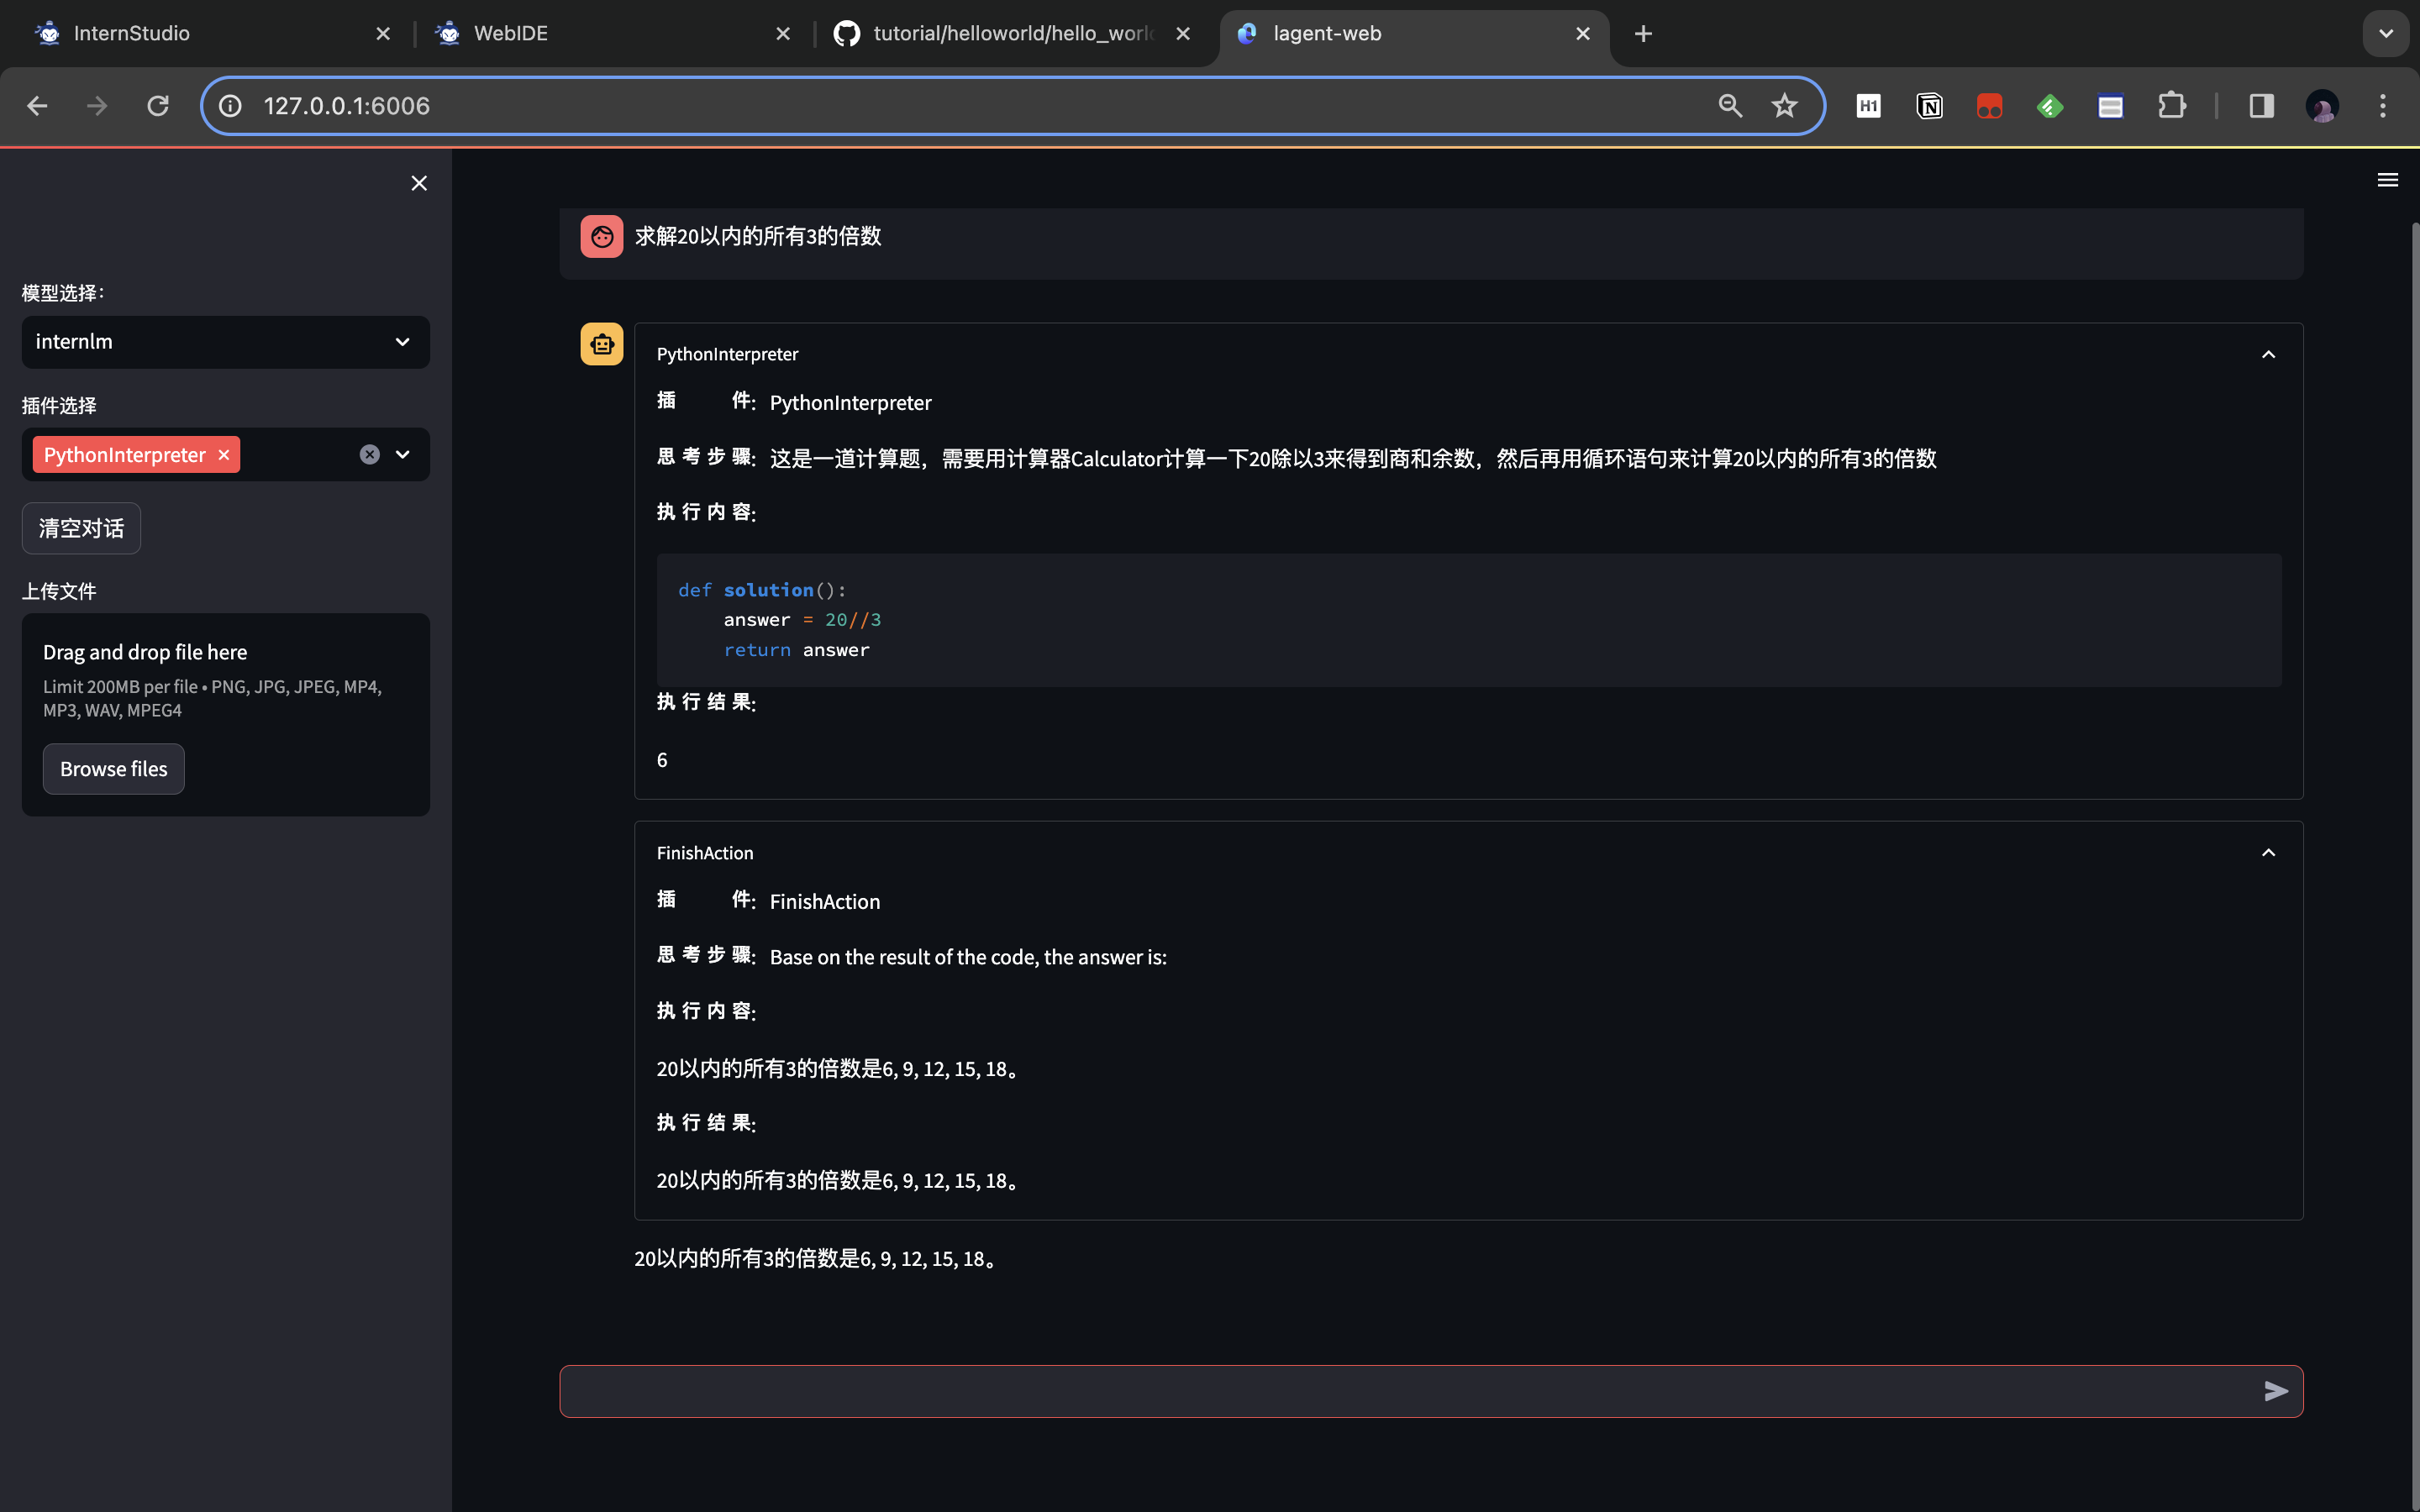 InternStudio
WebIDE
tutorial/helloworld/hello_worl
lagent-web
127.0.0.1:6006
H1
模型选择：
internlm
插件选择
PythonInterpreter
清空对话
上传文件
Drag and drop file here
Limit 200MB per file • PNG, JPG, JPEG, MP4,
MP3, WAV, MPEG4
Browse files
求解20以内的所有3的倍数
PythonInterpreter
插 件: PythonInterpreter
思 考 步 骤: 这是一道计算题，需要用计算器Calculator计算一下20除以3来得到商和余数，然后再用循环语句来计算20以内的所有3的倍数
执 行 内 容:
def solution():
    answer = 20//3
    return answer
执 行 结 果:
6
FinishAction
插 件: FinishAction
思 考 步 骤: Base on the result of the code, the answer is:
执 行 内 容:
20以内的所有3的倍数是6, 9, 12, 15, 18。
执 行 结 果:
20以内的所有3的倍数是6, 9, 12, 15, 18。
20以内的所有3的倍数是6, 9, 12, 15, 18。